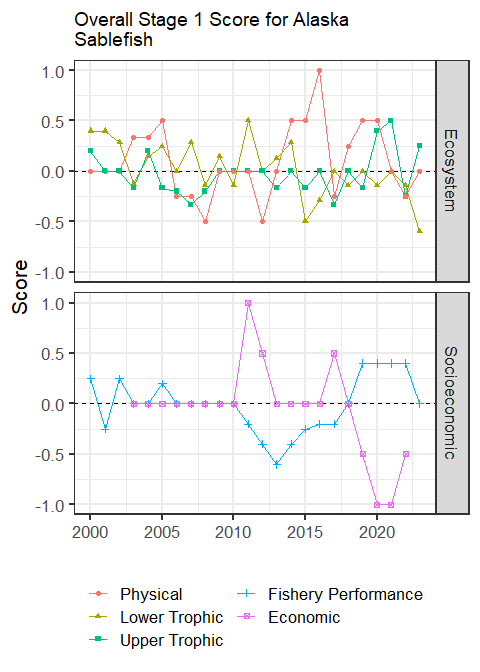 Overall Stage 1 Score for Alaska
Sablefish
1.0
0.5
0.0
-0.5
-1.0
Ecosystem
Score
1.0
0.5
0.0
-0.5
-1.0
Socioeconomic
2000 2005 2010 2015 2020
Physical
Lower Trophic
Upper Trophic
Fishery Performance
Economic